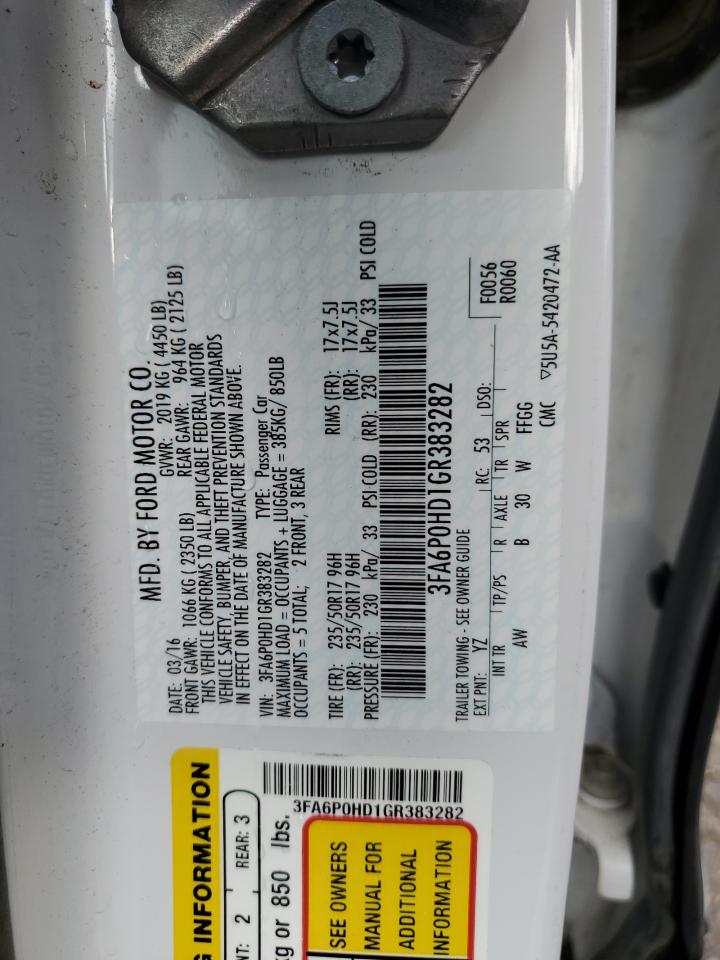 MFD. BY FORD MOTOR CO.
DATE: 03/16 GVWR: 2019 KG ( 4450 LB)
FRONT GAWR: 1066 KG ( 2350 LB) REAR GAWR: 964 KG ( 2125 LB)
THIS VEHICLE CONFORMS TO ALL APPLICABLE FEDERAL MOTOR
VEHICLE SAFETY, BUMPER, AND THEFT PREVENTION STANDARDS
IN EFFECT ON THE DATE OF MANUFACTURE SHOWN ABOVE.
VIN: 3FA6P0HD1GR383282 TYPE: Passenger Car
MAXIMUM LOAD = OCCUPANTS + LUGGAGE = 385KG/ 850LB
OCCUPANTS = 5 TOTAL; 2 FRONT, 3 REAR
TIRE (FR): 235/50R17 96H RIMS (FR): 17x7.5J
(RR): 235/50R17 96H (RR): 17x7.5J
PRESSURE (FR): 230 kPa/ 33 PSI COLD (RR): 230 kPa/ 33 PSI COLD
3FA6P0HD1GR383282
TRAILER TOWING - SEE OWNER GUIDE F0056
EXT PNT: YZ RC: 53 DSO: R0060
INT TR TP/PS R AXLE TR SPR
AW B 30 W FFGG
CMC ▽5U5A-5420472-AA
G INFORMATION
NT: 2 REAR: 3
kg or 850 lbs.
3FA6P0HD1GR383282
SEE OWNERS
MANUAL FOR
ADDITIONAL
INFORMATION